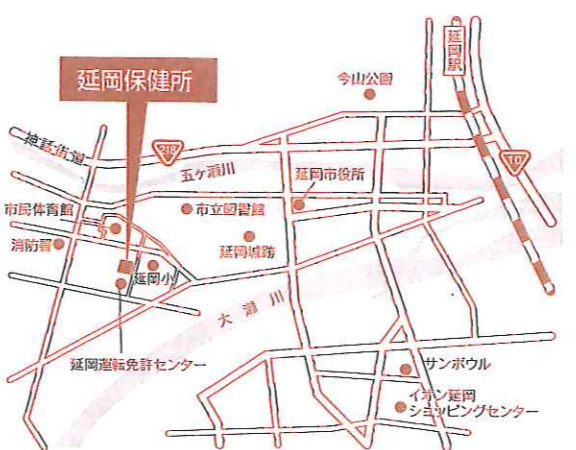 延岡駅
今山公園
延岡保健所
神話街道
218
五ヶ瀬川
延岡市役所
10
市民体育館
市立図書館
消防署
延岡城跡
延岡小
大瀬川
延岡運転免許センター
サンボウル
イオン延岡
ショッピングセンター